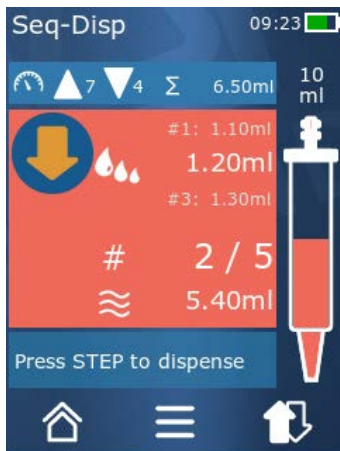 Seq-Disp 09:23
7 4 Σ 6.50ml
10 ml
#1: 1.10ml
1.20ml
#3: 1.30ml
# 2 / 5
5.40ml
Press STEP to dispense